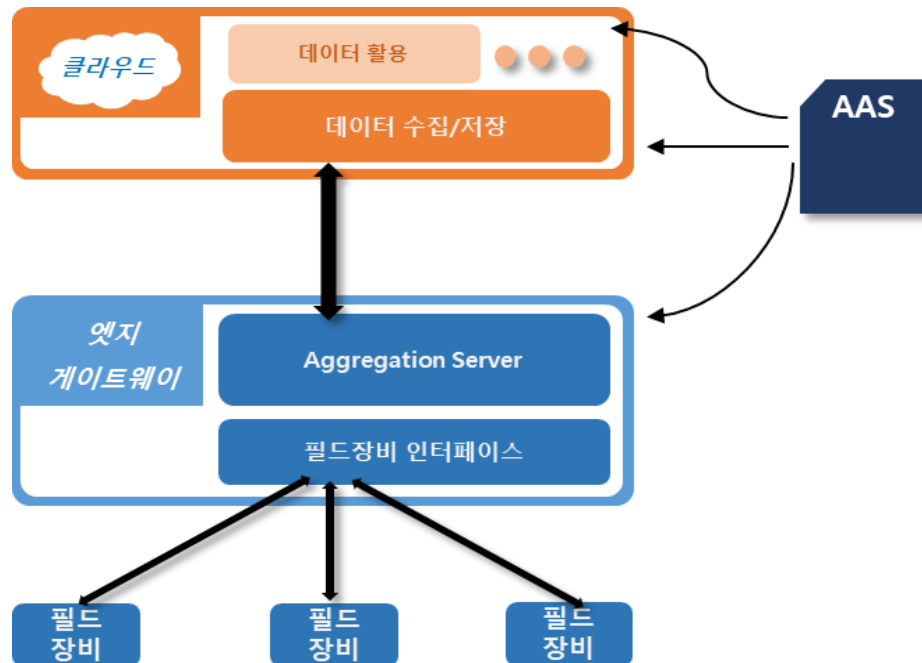 클라우드
데이터 활용
데이터 수집/저장
AAS
엣지
게이트웨이
Aggregation Server
필드장비 인터페이스
필드
장비
필드
장비
필드
장비